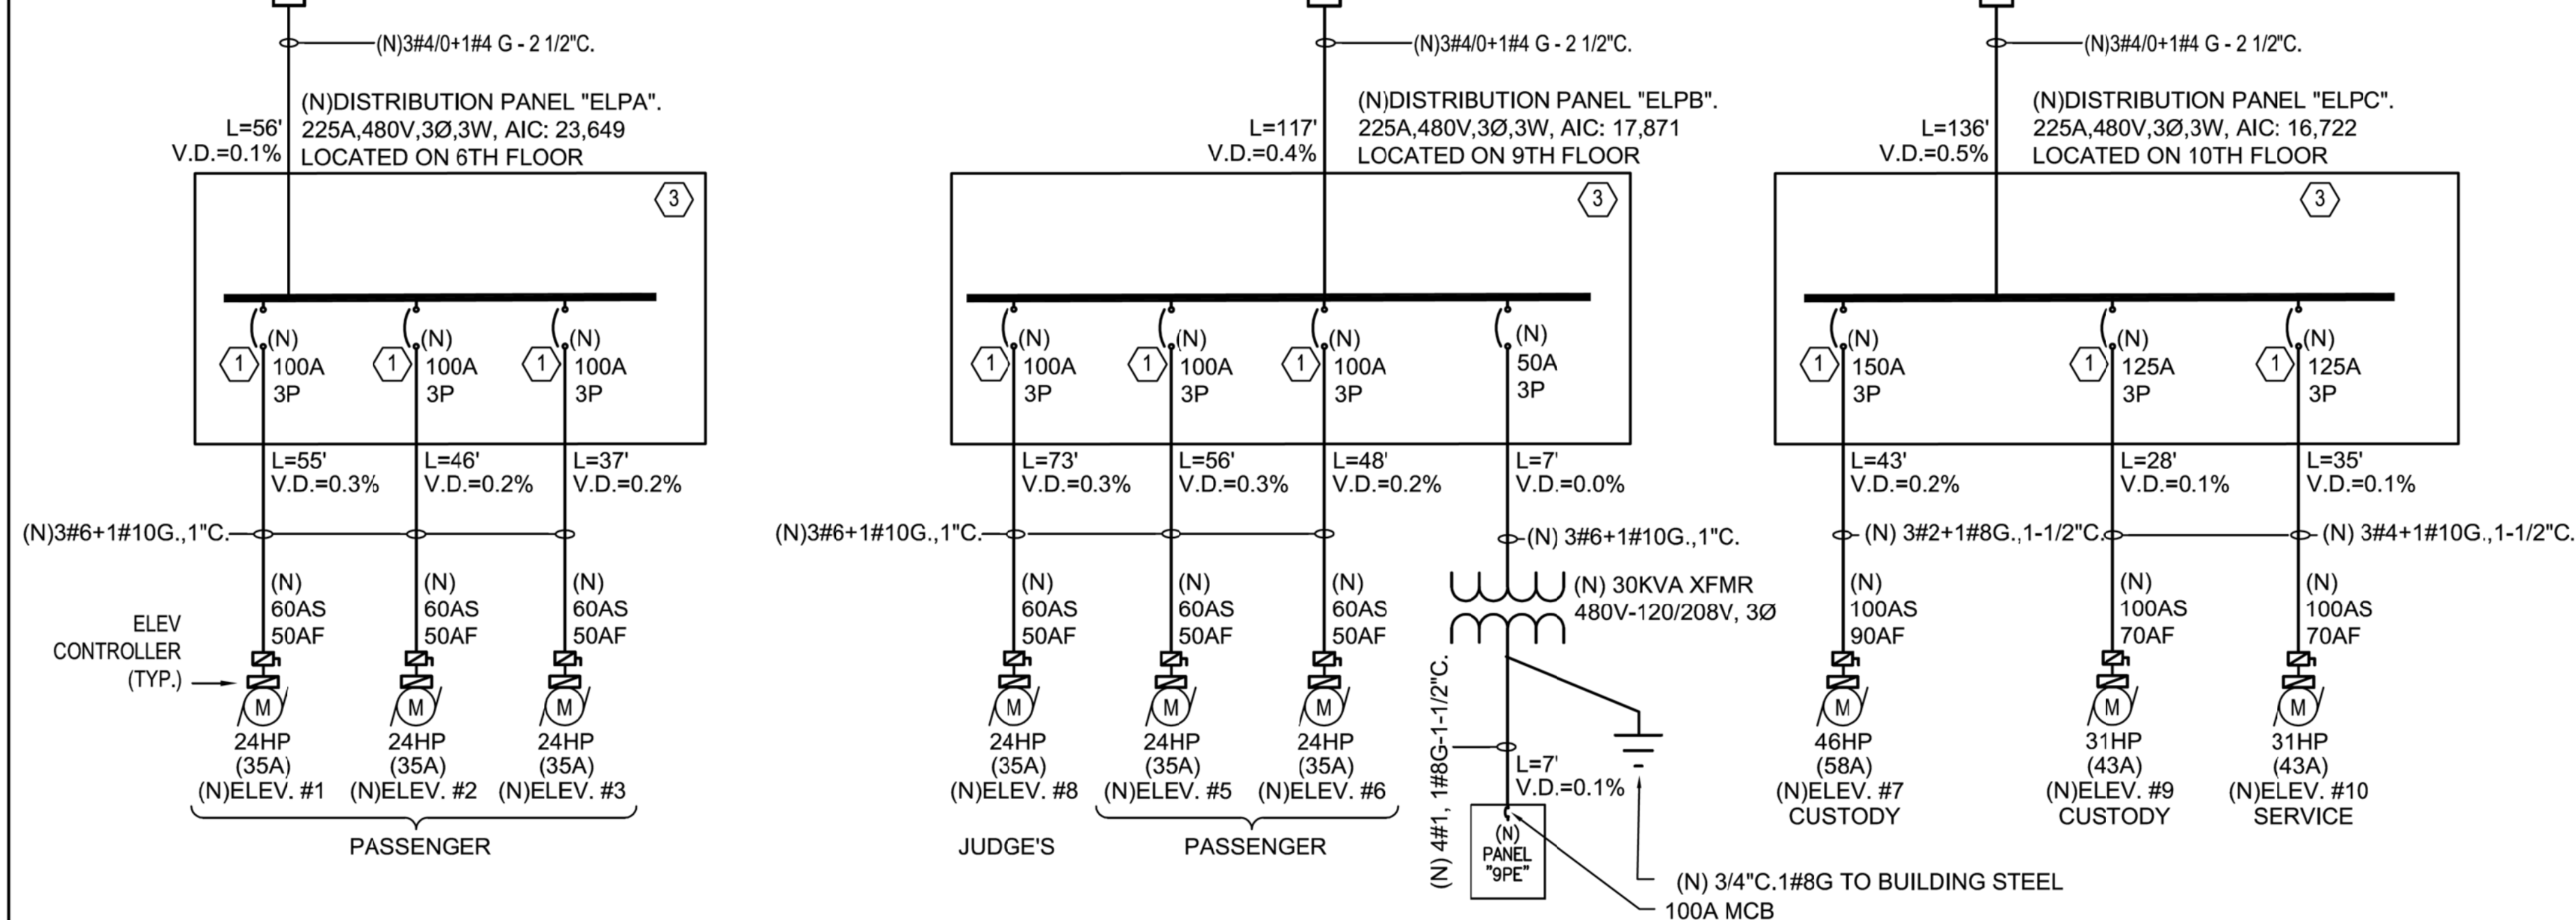 (N)3#4/0+1#4 G - 2 1/2"C.
L=56'
V.D.=0.1%
(N)DISTRIBUTION PANEL "ELPA".
225A,480V,3Ø,3W, AIC: 23,649
LOCATED ON 6TH FLOOR
3
1
(N)
100A
3P
1
(N)
100A
3P
1
(N)
100A
3P
L=55'
V.D.=0.3%
L=46'
V.D.=0.2%
L=37'
V.D.=0.2%
(N)3#6+1#10G.,1"C.
(N)
60AS
50AF
(N)
60AS
50AF
(N)
60AS
50AF
ELEV
CONTROLLER
(TYP.)
M
24HP
(35A)
(N)ELEV. #1
M
24HP
(35A)
(N)ELEV. #2
M
24HP
(35A)
(N)ELEV. #3
PASSENGER
(N)3#4/0+1#4 G - 2 1/2"C.
L=117'
V.D.=0.4%
(N)DISTRIBUTION PANEL "ELPB".
225A,480V,3Ø,3W, AIC: 17,871
LOCATED ON 9TH FLOOR
3
1
(N)
100A
3P
1
(N)
100A
3P
1
(N)
100A
3P
(N)
50A
3P
L=73'
V.D.=0.3%
L=56'
V.D.=0.3%
L=48'
V.D.=0.2%
L=7'
V.D.=0.0%
(N)3#6+1#10G.,1"C.
(N) 3#6+1#10G.,1"C.
(N)
60AS
50AF
(N)
60AS
50AF
(N)
60AS
50AF
(N) 30KVA XFMR
480V-120/208V, 3Ø
M
24HP
(35A)
(N)ELEV. #8
JUDGE'S
M
24HP
(35A)
(N)ELEV. #5
M
24HP
(35A)
(N)ELEV. #6
PASSENGER
(N) 4#1, 1#8G-1-1/2"C.
L=7'
V.D.=0.1%
(N)
PANEL
"9PE"
(N) 3/4"C.1#8G TO BUILDING STEEL
100A MCB
(N)3#4/0+1#4 G - 2 1/2"C.
L=136'
V.D.=0.5%
(N)DISTRIBUTION PANEL "ELPC".
225A,480V,3Ø,3W, AIC: 16,722
LOCATED ON 10TH FLOOR
3
1
(N)
150A
3P
1
(N)
125A
3P
1
(N)
125A
3P
L=43'
V.D.=0.2%
L=28'
V.D.=0.1%
L=35'
V.D.=0.1%
(N) 3#2+1#8G.,1-1/2"C.
(N) 3#4+1#10G.,1-1/2"C.
(N)
100AS
90AF
(N)
100AS
70AF
(N)
100AS
70AF
M
46HP
(58A)
(N)ELEV. #7
CUSTODY
M
31HP
(43A)
(N)ELEV. #9
CUSTODY
M
31HP
(43A)
(N)ELEV. #10
SERVICE